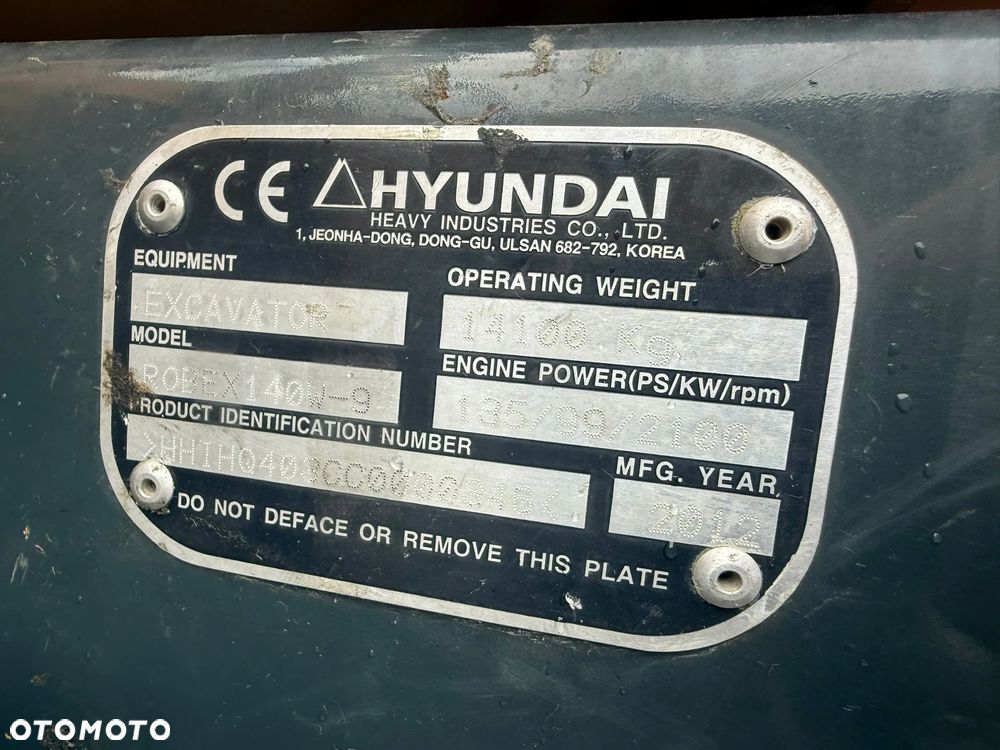 CE HYUNDAI
HEAVY INDUSTRIES CO., LTD.
1, JEONHA-DONG, DONG-GU, ULSAN 682-792, KOREA
EQUIPMENT
EXCAVATOR
OPERATING WEIGHT
14100 Kg
MODEL
ROBEX140W-9
ENGINE POWER(PS/KW/rpm)
135/99/2100
PRODUCT IDENTIFICATION NUMBER
MFG. YEAR
2012
DO NOT DEFACE OR REMOVE THIS PLATE
OTOMOTO